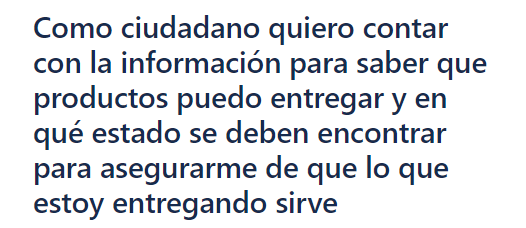 Como ciudadano quiero contar
con la información para saber que
productos puedo entregar y en
qué estado se deben encontrar
para asegurarme de que lo que
estoy entregando sirve